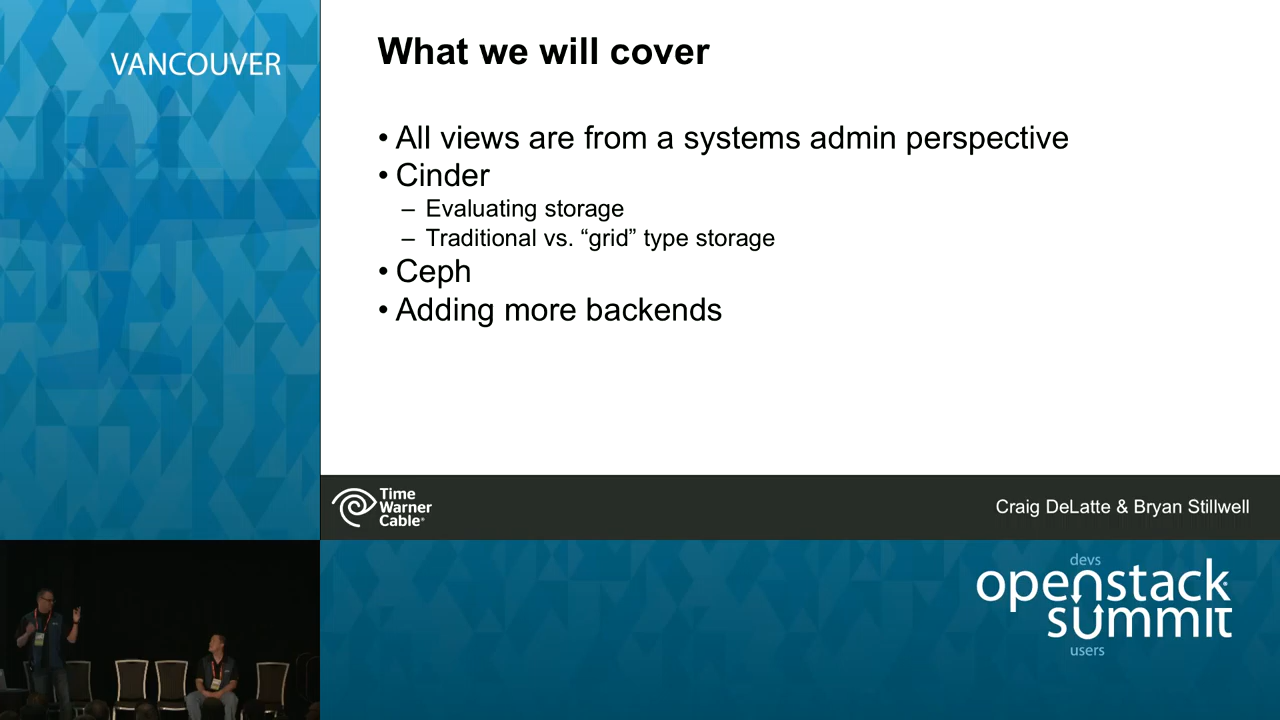 VANCOUVER
What we will cover
• All views are from a systems admin perspective
• Cinder
– Evaluating storage
– Traditional vs. “grid” type storage
• Ceph
• Adding more backends
Time
Warner
Cable
Craig DeLatte & Bryan Stillwell
devs
openstack
summit
users